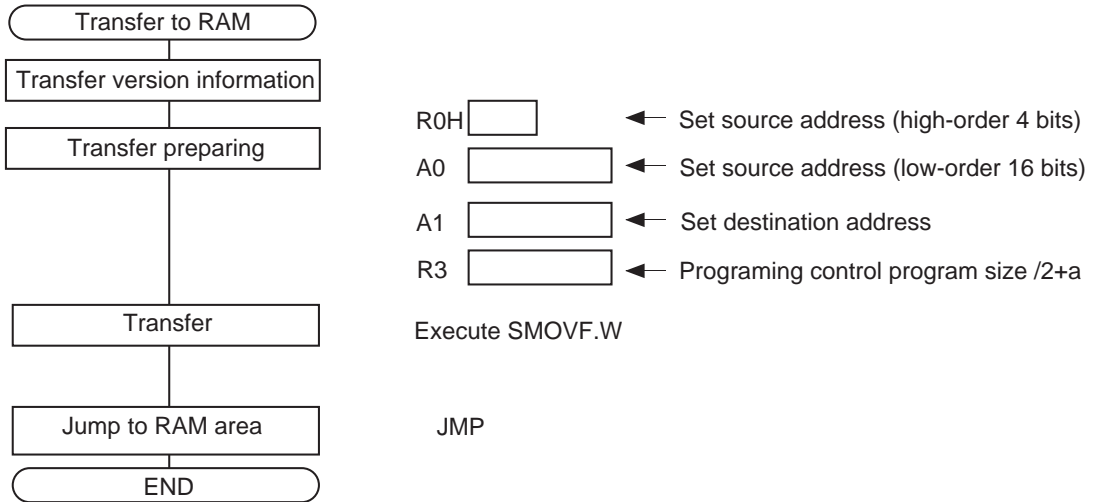 Transfer to RAM
Transfer version information
R0H
Set source address (high-order 4 bits)
Transfer preparing
A0
Set source address (low-order 16 bits)
A1
Set destination address
R3
Programing control program size /2+a
Transfer
Execute SMOVF.W
Jump to RAM area
JMP
END